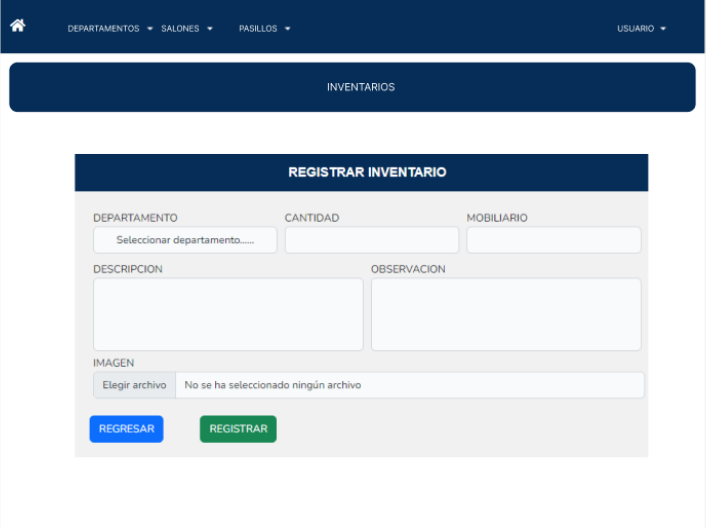 DEPARTAMENTOS SALONES PASILLOS USUARIO
INVENTARIOS
REGISTRAR INVENTARIO
DEPARTAMENTO CANTIDAD MOBILIARIO
Seleccionar departamento......
DESCRIPCION OBSERVACION
IMAGEN
Elegir archivo No se ha seleccionado ningún archivo
REGRESAR REGISTRAR